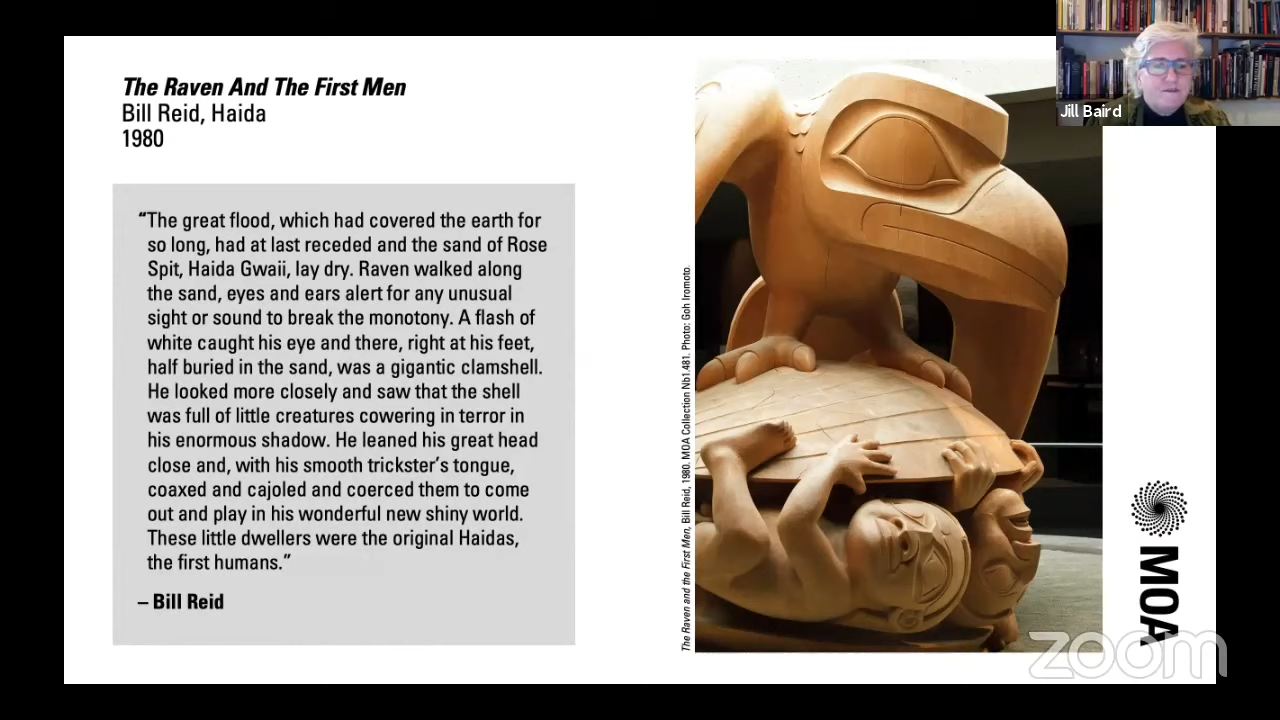 The Raven And The First Men
Bill Reid, Haida
1980
“The great flood, which had covered the earth for
so long, had at last receded and the sand of Rose
Spit, Haida Gwaii, lay dry. Raven walked along
the sand, eyes and ears alert for any unusual
sight or sound to break the monotony. A flash of
white caught his eye and there, right at his feet,
half buried in the sand, was a gigantic clamshell.
He looked more closely and saw that the shell
was full of little creatures cowering in terror in
his enormous shadow. He leaned his great head
close and, with his smooth trickster’s tongue,
coaxed and cajoled and coerced them to come
out and play in his wonderful new shiny world.
These little dwellers were the original Haidas,
the first humans.”
– Bill Reid
The Raven and the First Men, Bill Reid, 1980. MOA Collection Nb1.481. Photo: Goh Iromoto.
Jill Baird
MOA
zoom